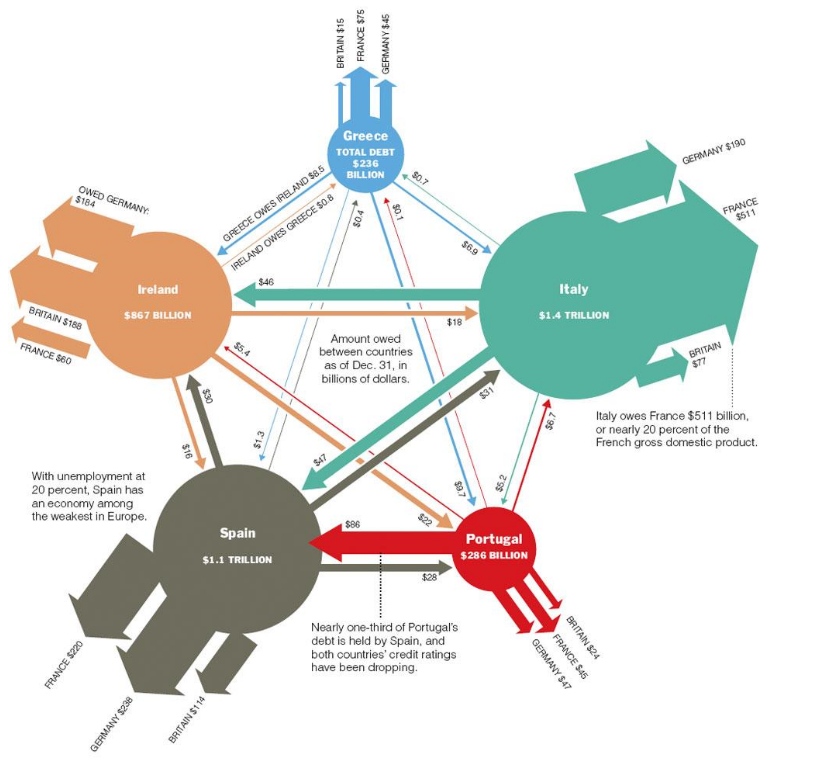 BRITAIN $15
FRANCE $75
GERMANY $45
Greece
TOTAL DEBT
$236
BILLION
GERMANY $190
FRANCE
$511
OWED GERMANY:
$184
GREECE OWES IRELAND $8.5
IRELAND OWES GREECE $0.8
$0.4
$0.1
$0.7
$6.9
Ireland
$867 BILLION
BRITAIN $188
FRANCE $60
$46
$18
Italy
$1.4 TRILLION
BRITAIN
$77
Amount owed
between countries
as of Dec. 31, in
billions of dollars.
$5.4
$30
$16
$1.3
$47
$31
$22
$9.7
$5.2
$6.7
Italy owes France $511 billion,
or nearly 20 percent of the
French gross domestic product.
With unemployment at
20 percent, Spain has
an economy among
the weakest in Europe.
Spain
$1.1 TRILLION
$86
$28
Portugal
$286 BILLION
Nearly one-third of Portugal's
debt is held by Spain, and
both countries' credit ratings
have been dropping.
BRITAIN $24
FRANCE $45
GERMANY $47
FRANCE $220
GERMANY $238
BRITAIN $114